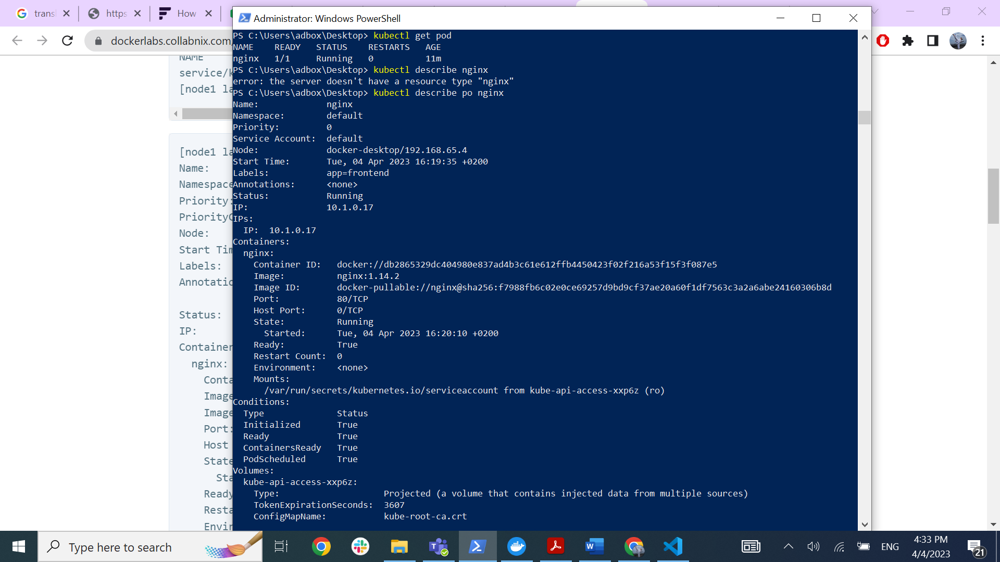 transl
https
How
Administrator: Windows PowerShell
dockerlabs.collabnix.com
NAME
service/k
[node1 la
[node1 la
Name:
Namespace
Priority:
PriorityC
Node:
Start Tim
Labels:
Annotatio
Status:
IP:
Container
nginx:
Conta
Image
Image
Port:
Host
State
Sta
Ready
Resta
Envir
PS C:\Users\adbox\Desktop> kubectl get pod
NAME    READY   STATUS    RESTARTS   AGE
nginx   1/1     Running   0          11m
PS C:\Users\adbox\Desktop> kubectl describe nginx
error: the server doesn't have a resource type "nginx"
PS C:\Users\adbox\Desktop> kubectl describe po nginx
Name:             nginx
Namespace:        default
Priority:         0
Service Account:  default
Node:             docker-desktop/192.168.65.4
Start Time:       Tue, 04 Apr 2023 16:19:35 +0200
Labels:           app=frontend
Annotations:      <none>
Status:           Running
IP:               10.1.0.17
IPs:
  IP:  10.1.0.17
Containers:
  nginx:
    Container ID:   docker://db2865329dc404980e837ad4b3c61e612ffb4450423f02f216a53f15f3f087e5
    Image:          nginx:1.14.2
    Image ID:       docker-pullable://nginx@sha256:f7988fb6c02e0ce69257d9bd9cf37ae20a60f1df7563c3a2a6abe24160306b8d
    Port:           80/TCP
    Host Port:      0/TCP
    State:          Running
      Started:      Tue, 04 Apr 2023 16:20:10 +0200
    Ready:          True
    Restart Count:  0
    Environment:    <none>
    Mounts:
      /var/run/secrets/kubernetes.io/serviceaccount from kube-api-access-xxp6z (ro)
Conditions:
  Type              Status
  Initialized       True
  Ready             True
  ContainersReady   True
  PodScheduled      True
Volumes:
  kube-api-access-xxp6z:
    Type:                    Projected (a volume that contains injected data from multiple sources)
    TokenExpirationSeconds:  3607
    ConfigMapName:           kube-root-ca.crt
Type here to search
ENG
4:33 PM
4/4/2023
21